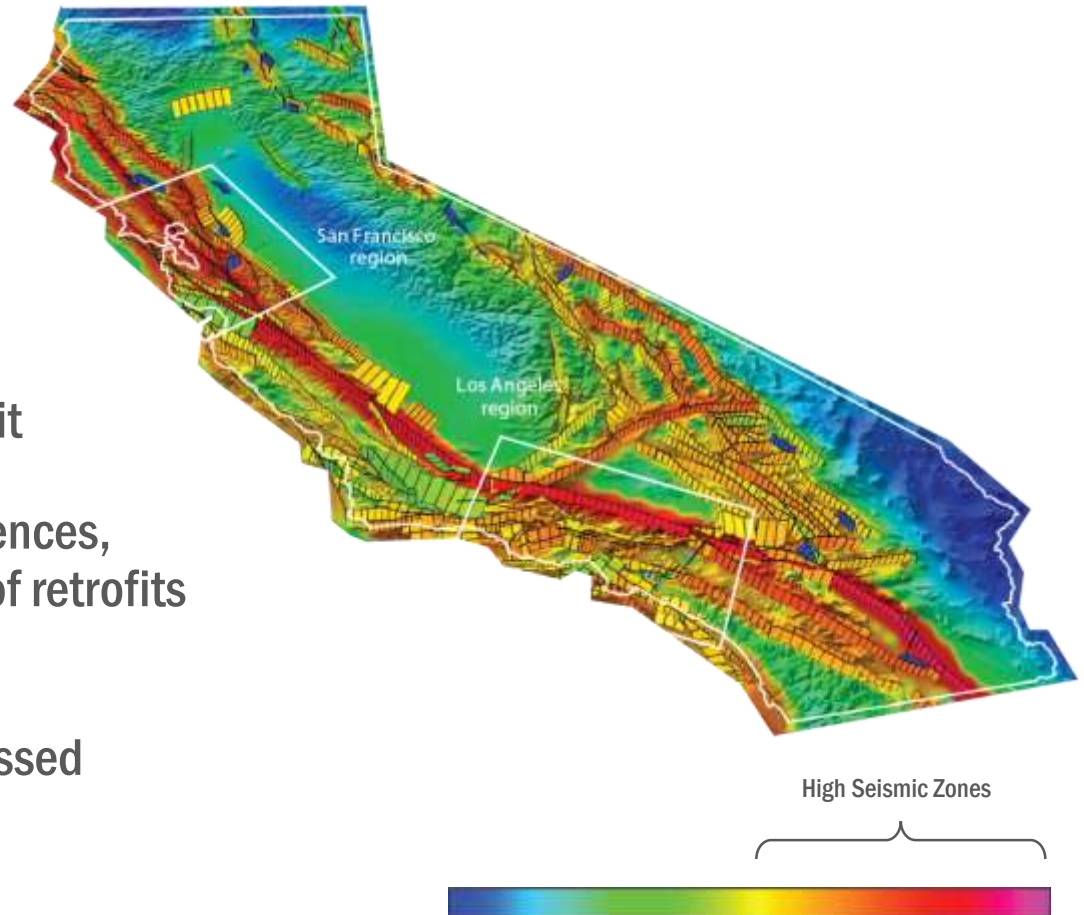 San Francisco
region
Los Angeles
region
it
ences,
of retrofits
ssed
High Seismic Zones